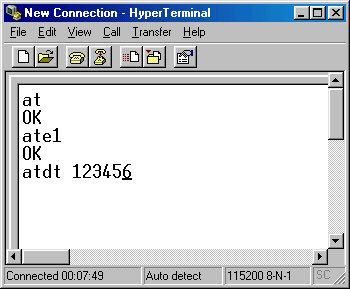 New Connection - HyperTerminal
File Edit View Call Transfer Help
at
OK
ate1
OK
atdt 123456
Connected 00:07:49 Auto detect 115200 8-N-1 SC